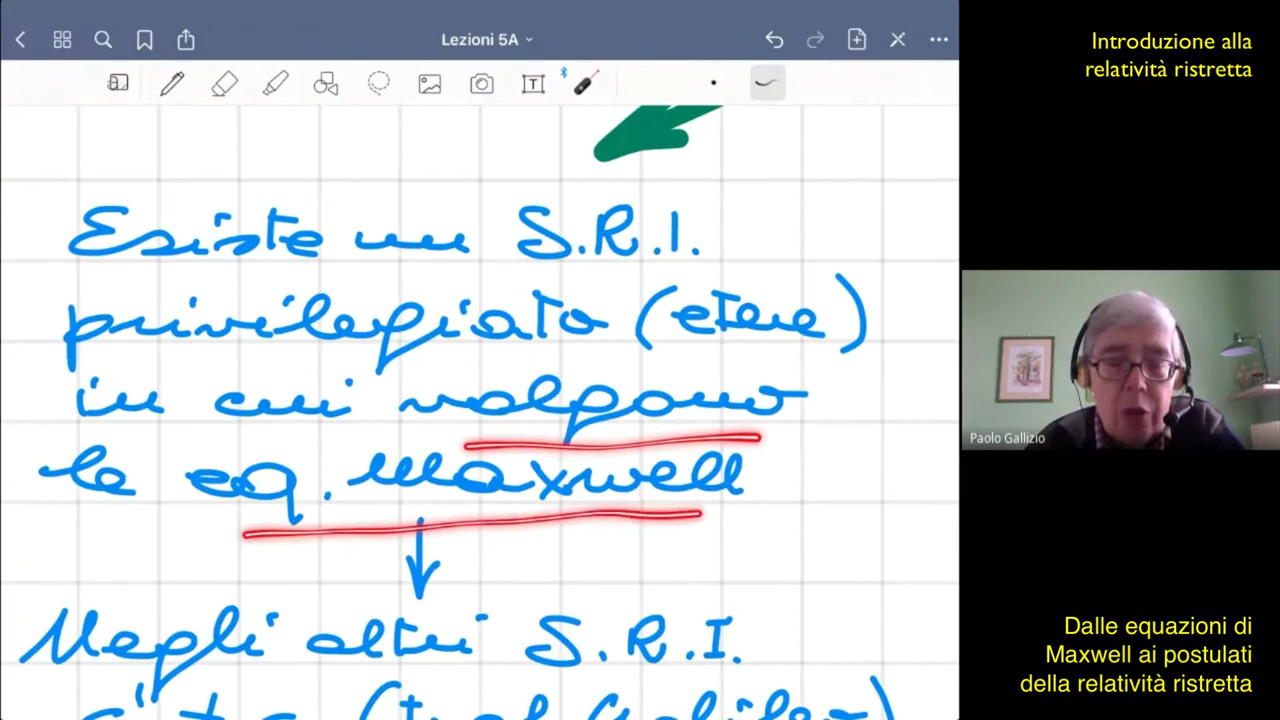 Lezioni 5A
Introduzione alla
relatività ristretta
T
Esiste un S.R.I.
privilegiato (etere)
in cui valgono
le eq. Maxwell
Paolo Gallizio
Negli altri S.R.I.
Dalle equazioni di
Maxwell ai postulati
della relatività ristretta